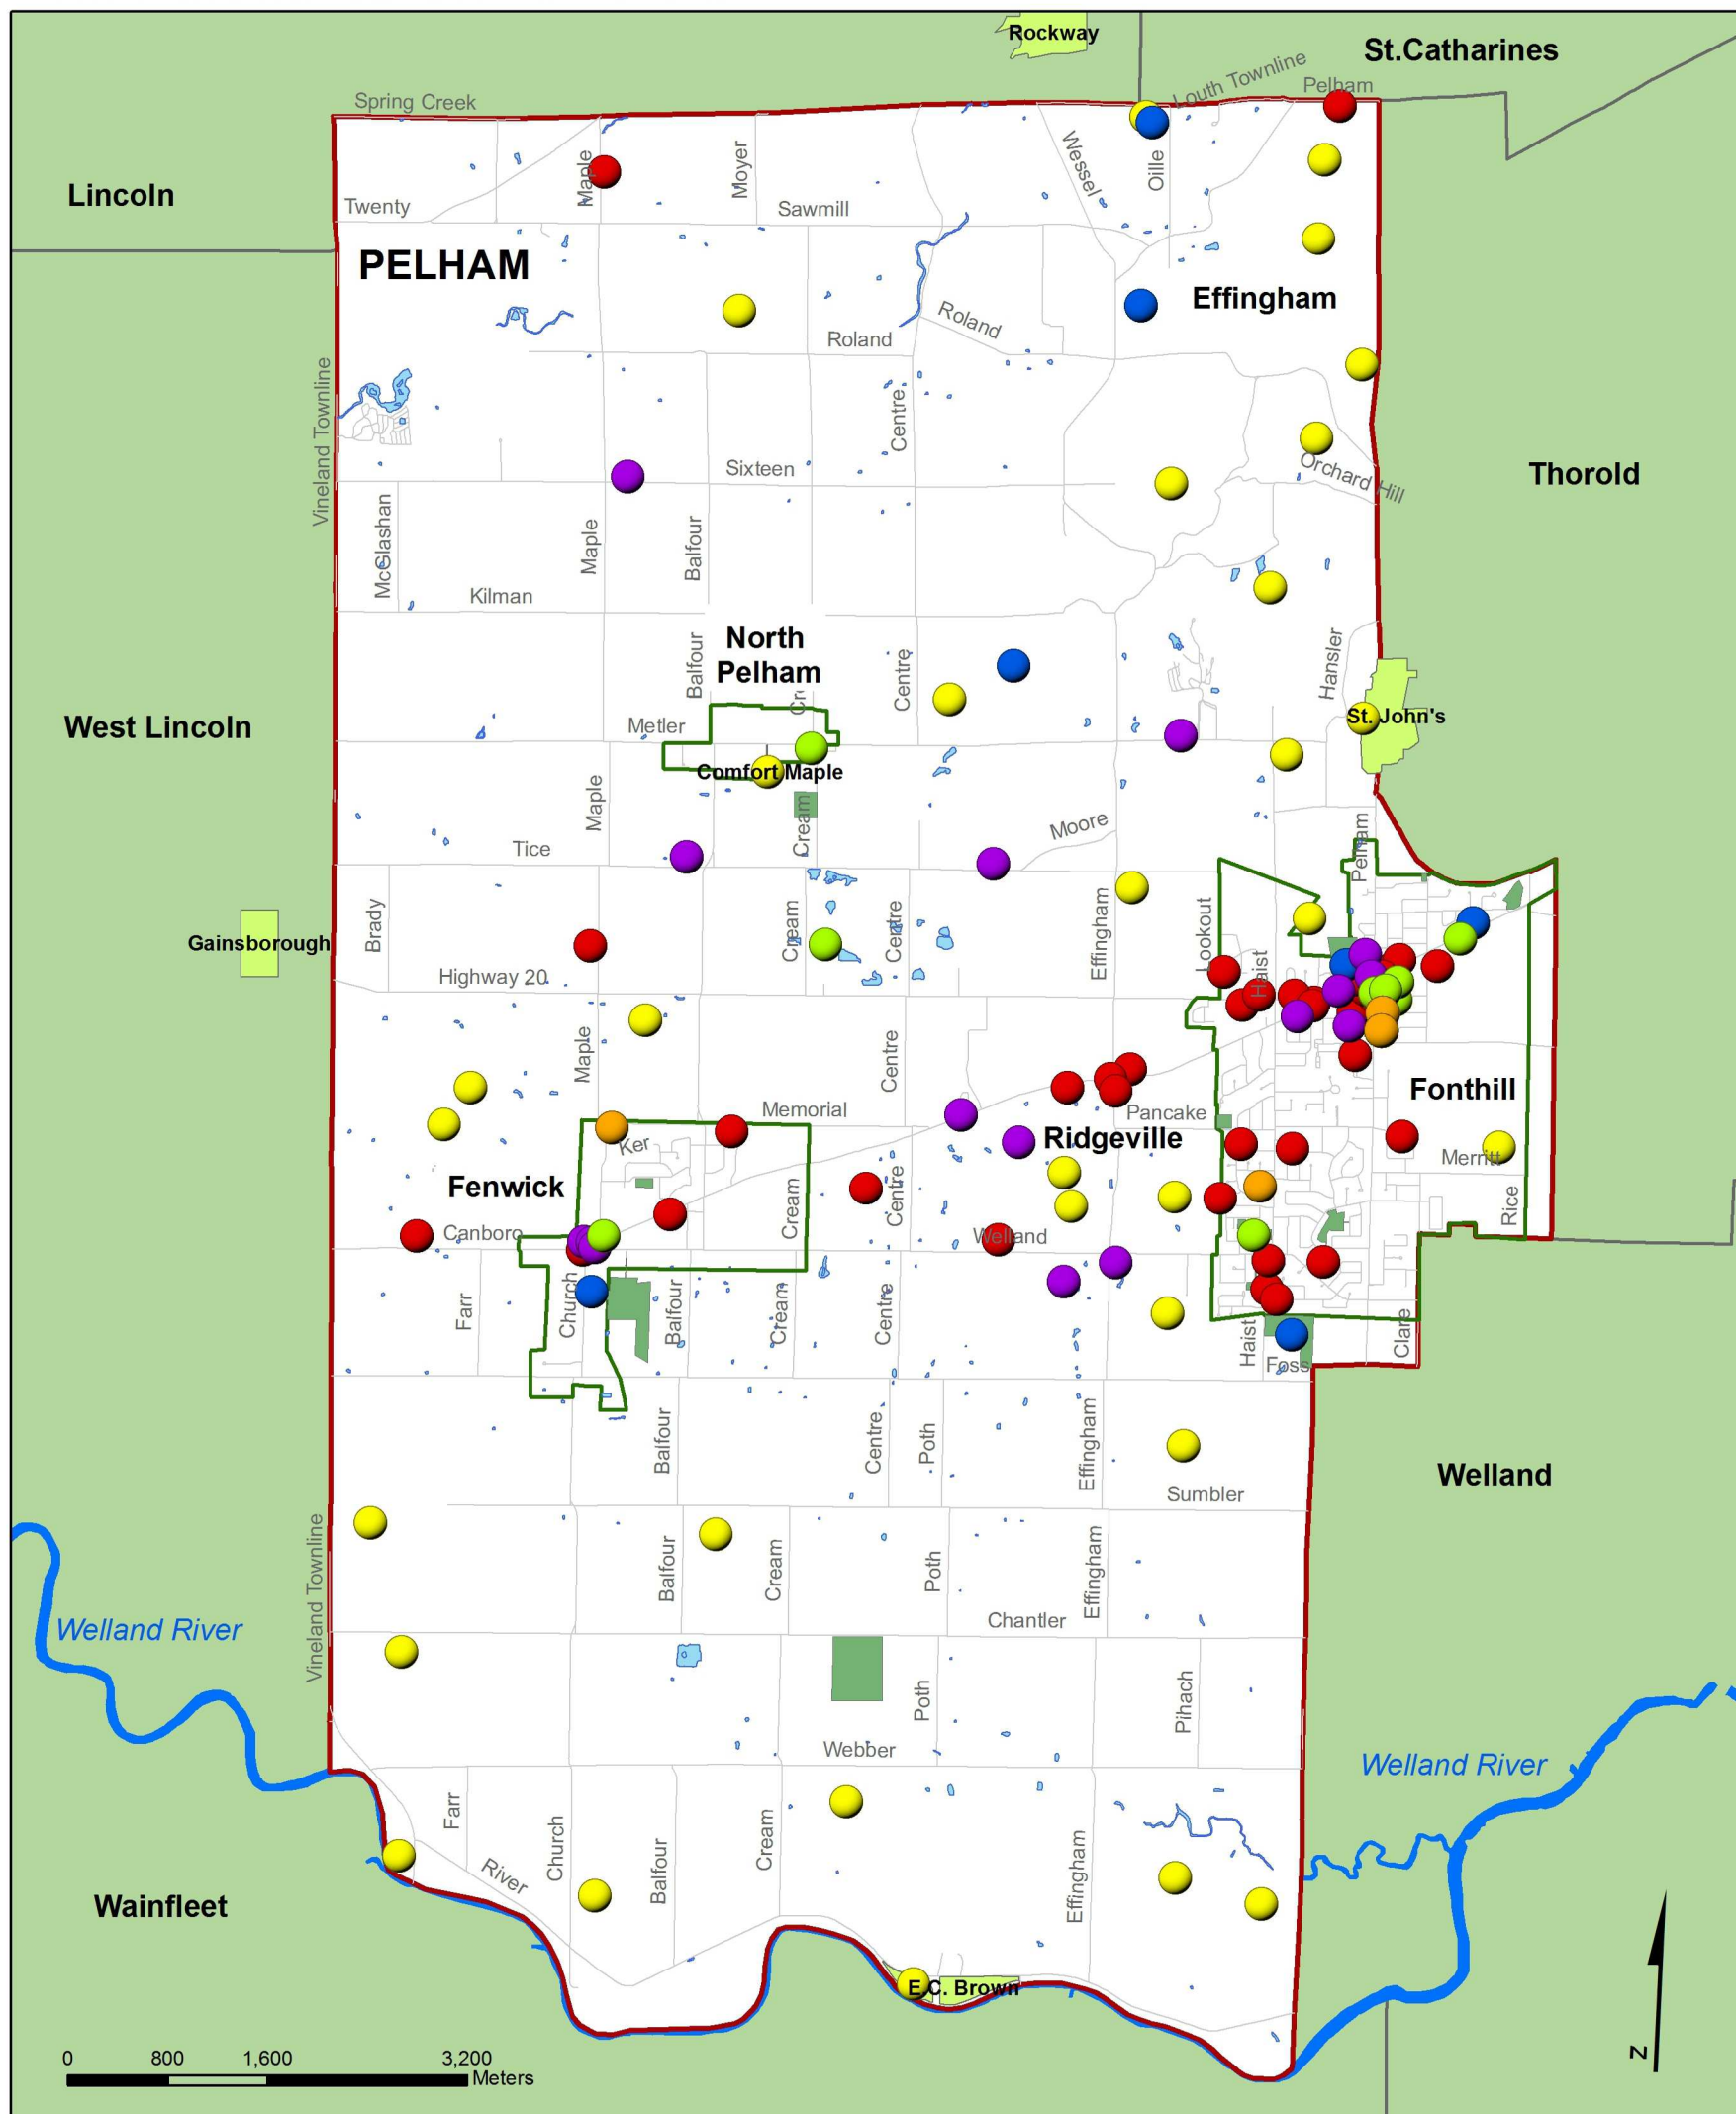 Rockway
St.Catharines
Louth Townline
Pelham
Spring Creek
Lincoln
Maple
Moyer
Wessel
Oille
Twenty
Sawmill
PELHAM
Effingham
Roland
Roland
Vineland Townline
Centre
Sixteen
Orchard Hill
Thorold
McGlashan
Maple
Balfour
Kilman
North
Pelham
Balfour
Centre
Hansler
Cr
West Lincoln
Metler
St. John's
Comfort Maple
Maple
Cream
Moore
Pelham
Tice
Brady
Cream
Centre
Effingham
Lookout
Haist
Gainsborough
Highway 20
Maple
Centre
Fonthill
Memorial
Pancake
Ker
Ridgeville
Merritt
Fenwick
Cream
Centre
Rice
Canboro
Welland
Farr
Church
Balfour
Cream
Centre
Haist
Foss
Clare
Balfour
Centre
Poth
Effingham
Welland
Sumbler
Vineland Townline
Balfour
Cream
Poth
Effingham
Welland River
Chantler
Poth
Pihach
Webber
Welland River
Farr
Church
Balfour
Cream
Effingham
River
Wainfleet
E.C. Brown
N
0
800
1,600
3,200
Meters